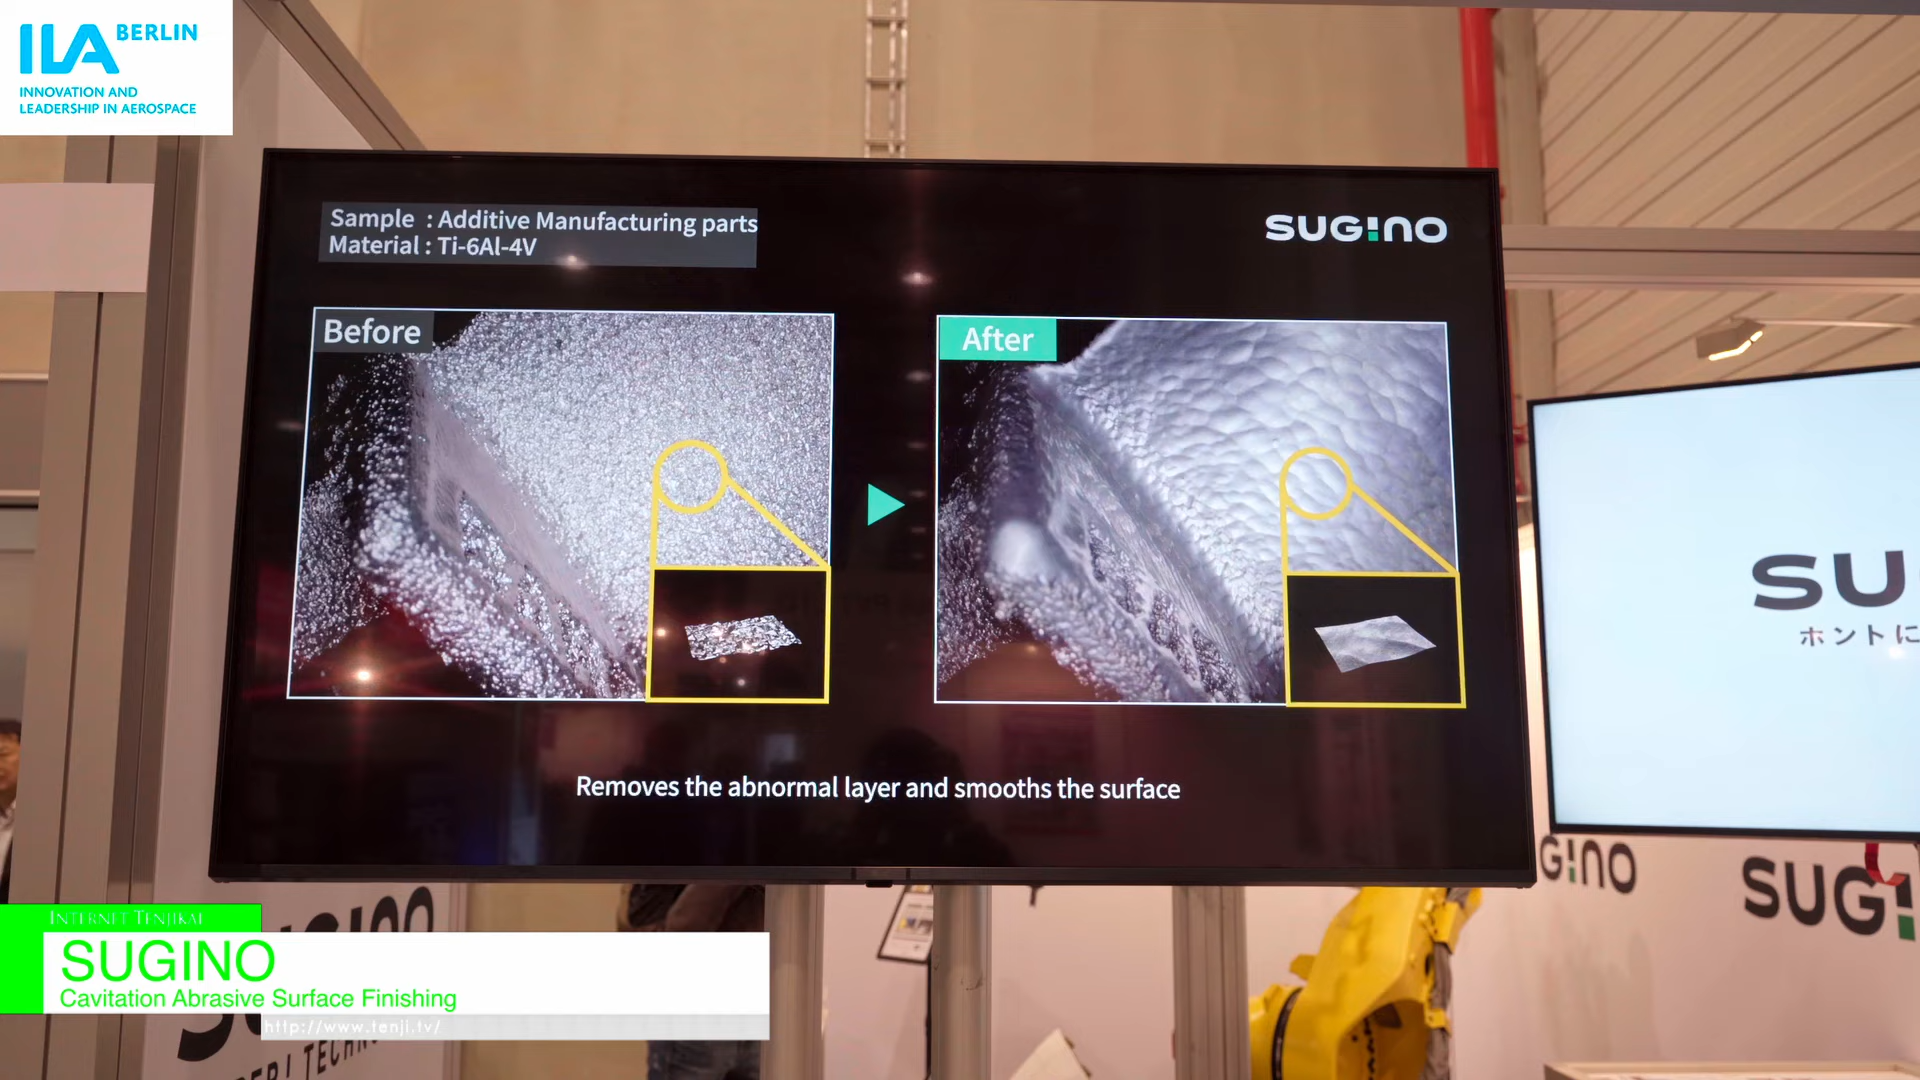 ILA BERLIN
INNOVATION AND
LEADERSHIP IN AEROSPACE
Sample : Additive Manufacturing parts
Material : Ti-6Al-4V
SUGINO
Before
After
Removes the abnormal layer and smooths the surface
SU
ホントに
GINO
SUGI
INTERNET TENJIKAI
SUGINO
Cavitation Abrasive Surface Finishing
http://www.tenji.tv/